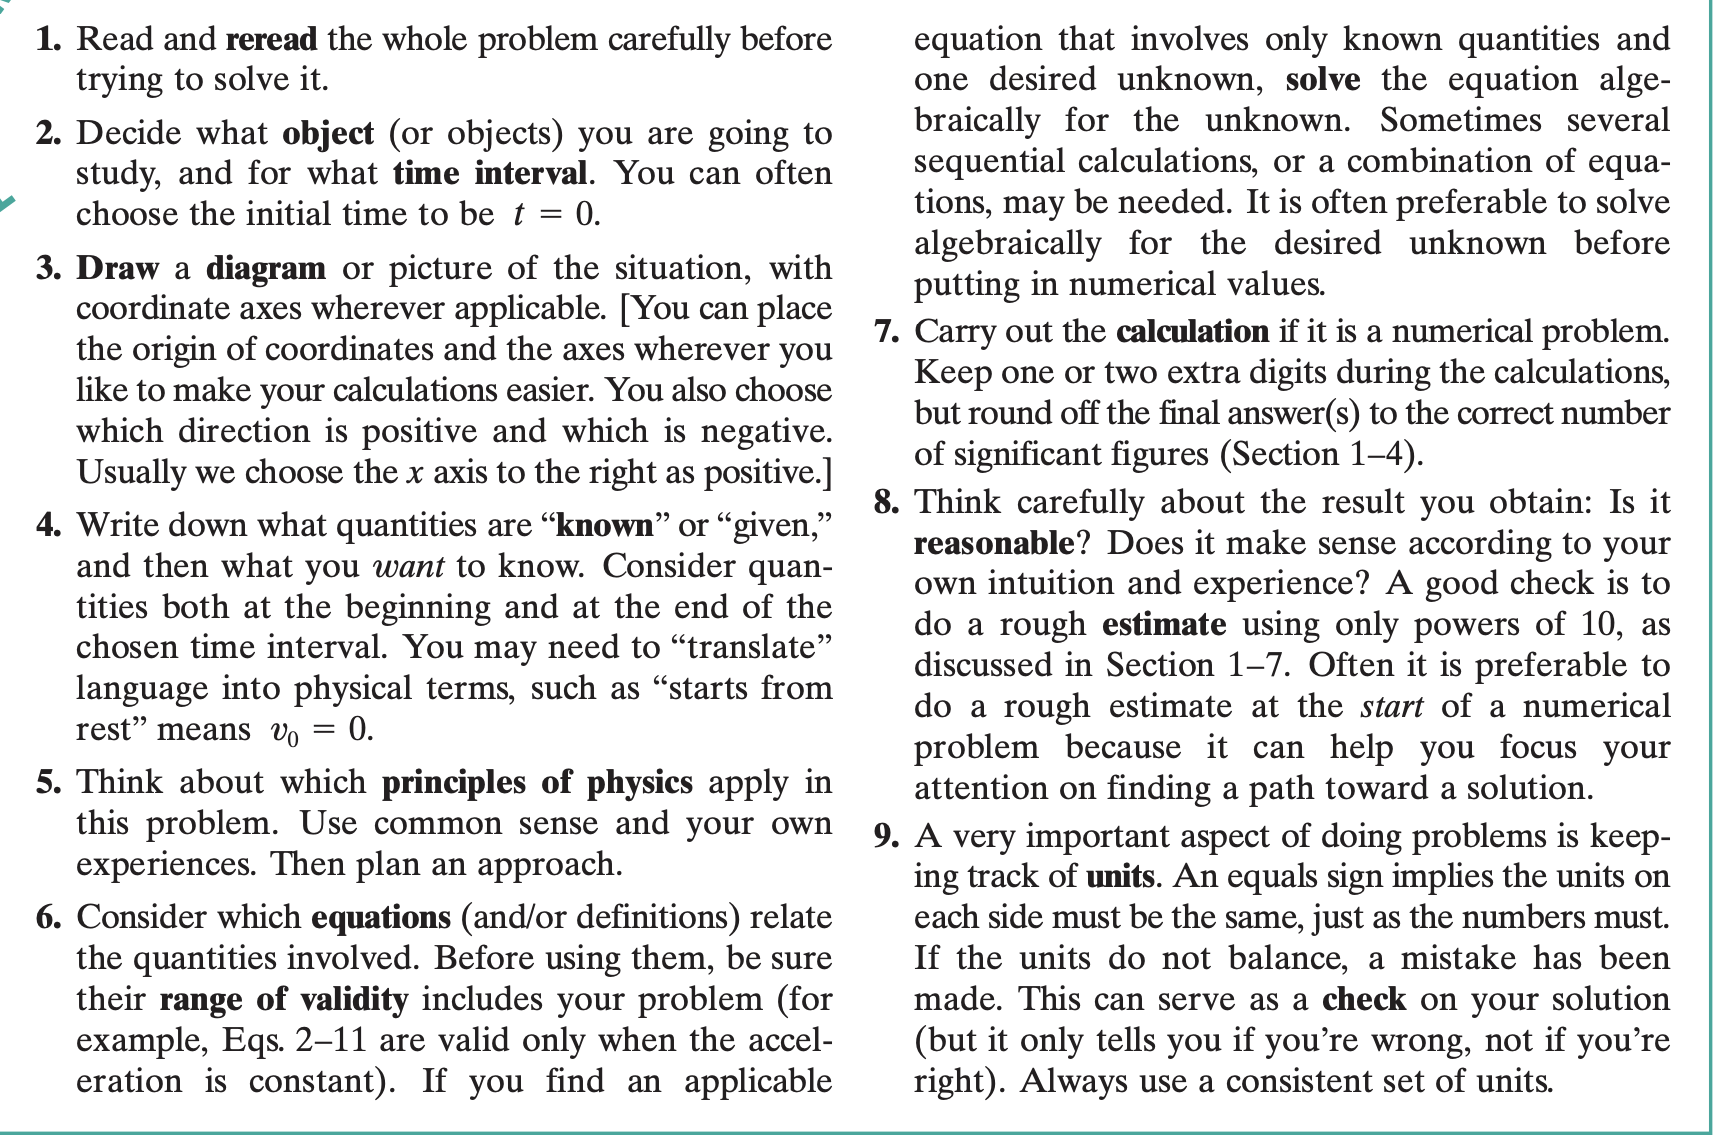 1. Read and reread the whole problem carefully before
trying to solve it.
2. Decide what object (or objects) you are going to
study, and for what time interval. You can often
choose the initial time to be t = 0.
3. Draw a diagram or picture of the situation, with
coordinate axes wherever applicable. [You can place
the origin of coordinates and the axes wherever you
like to make your calculations easier. You also choose
which direction is positive and which is negative.
Usually we choose the x axis to the right as positive.]
4. Write down what quantities are “known” or “given,”
and then what you want to know. Consider quan-
tities both at the beginning and at the end of the
chosen time interval. You may need to “translate”
language into physical terms, such as “starts from
rest” means v₀ = 0.
5. Think about which principles of physics apply in
this problem. Use common sense and your own
experiences. Then plan an approach.
6. Consider which equations (and/or definitions) relate
the quantities involved. Before using them, be sure
their range of validity includes your problem (for
example, Eqs. 2–11 are valid only when the accel-
eration is constant). If you find an applicable
equation that involves only known quantities and
one desired unknown, solve the equation alge-
braically for the unknown. Sometimes several
sequential calculations, or a combination of equa-
tions, may be needed. It is often preferable to solve
algebraically for the desired unknown before
putting in numerical values.
7. Carry out the calculation if it is a numerical problem.
Keep one or two extra digits during the calculations,
but round off the final answer(s) to the correct number
of significant figures (Section 1–4).
8. Think carefully about the result you obtain: Is it
reasonable? Does it make sense according to your
own intuition and experience? A good check is to
do a rough estimate using only powers of 10, as
discussed in Section 1–7. Often it is preferable to
do a rough estimate at the start of a numerical
problem because it can help you focus your
attention on finding a path toward a solution.
9. A very important aspect of doing problems is keep-
ing track of units. An equals sign implies the units on
each side must be the same, just as the numbers must.
If the units do not balance, a mistake has been
made. This can serve as a check on your solution
(but it only tells you if you’re wrong, not if you’re
right). Always use a consistent set of units.